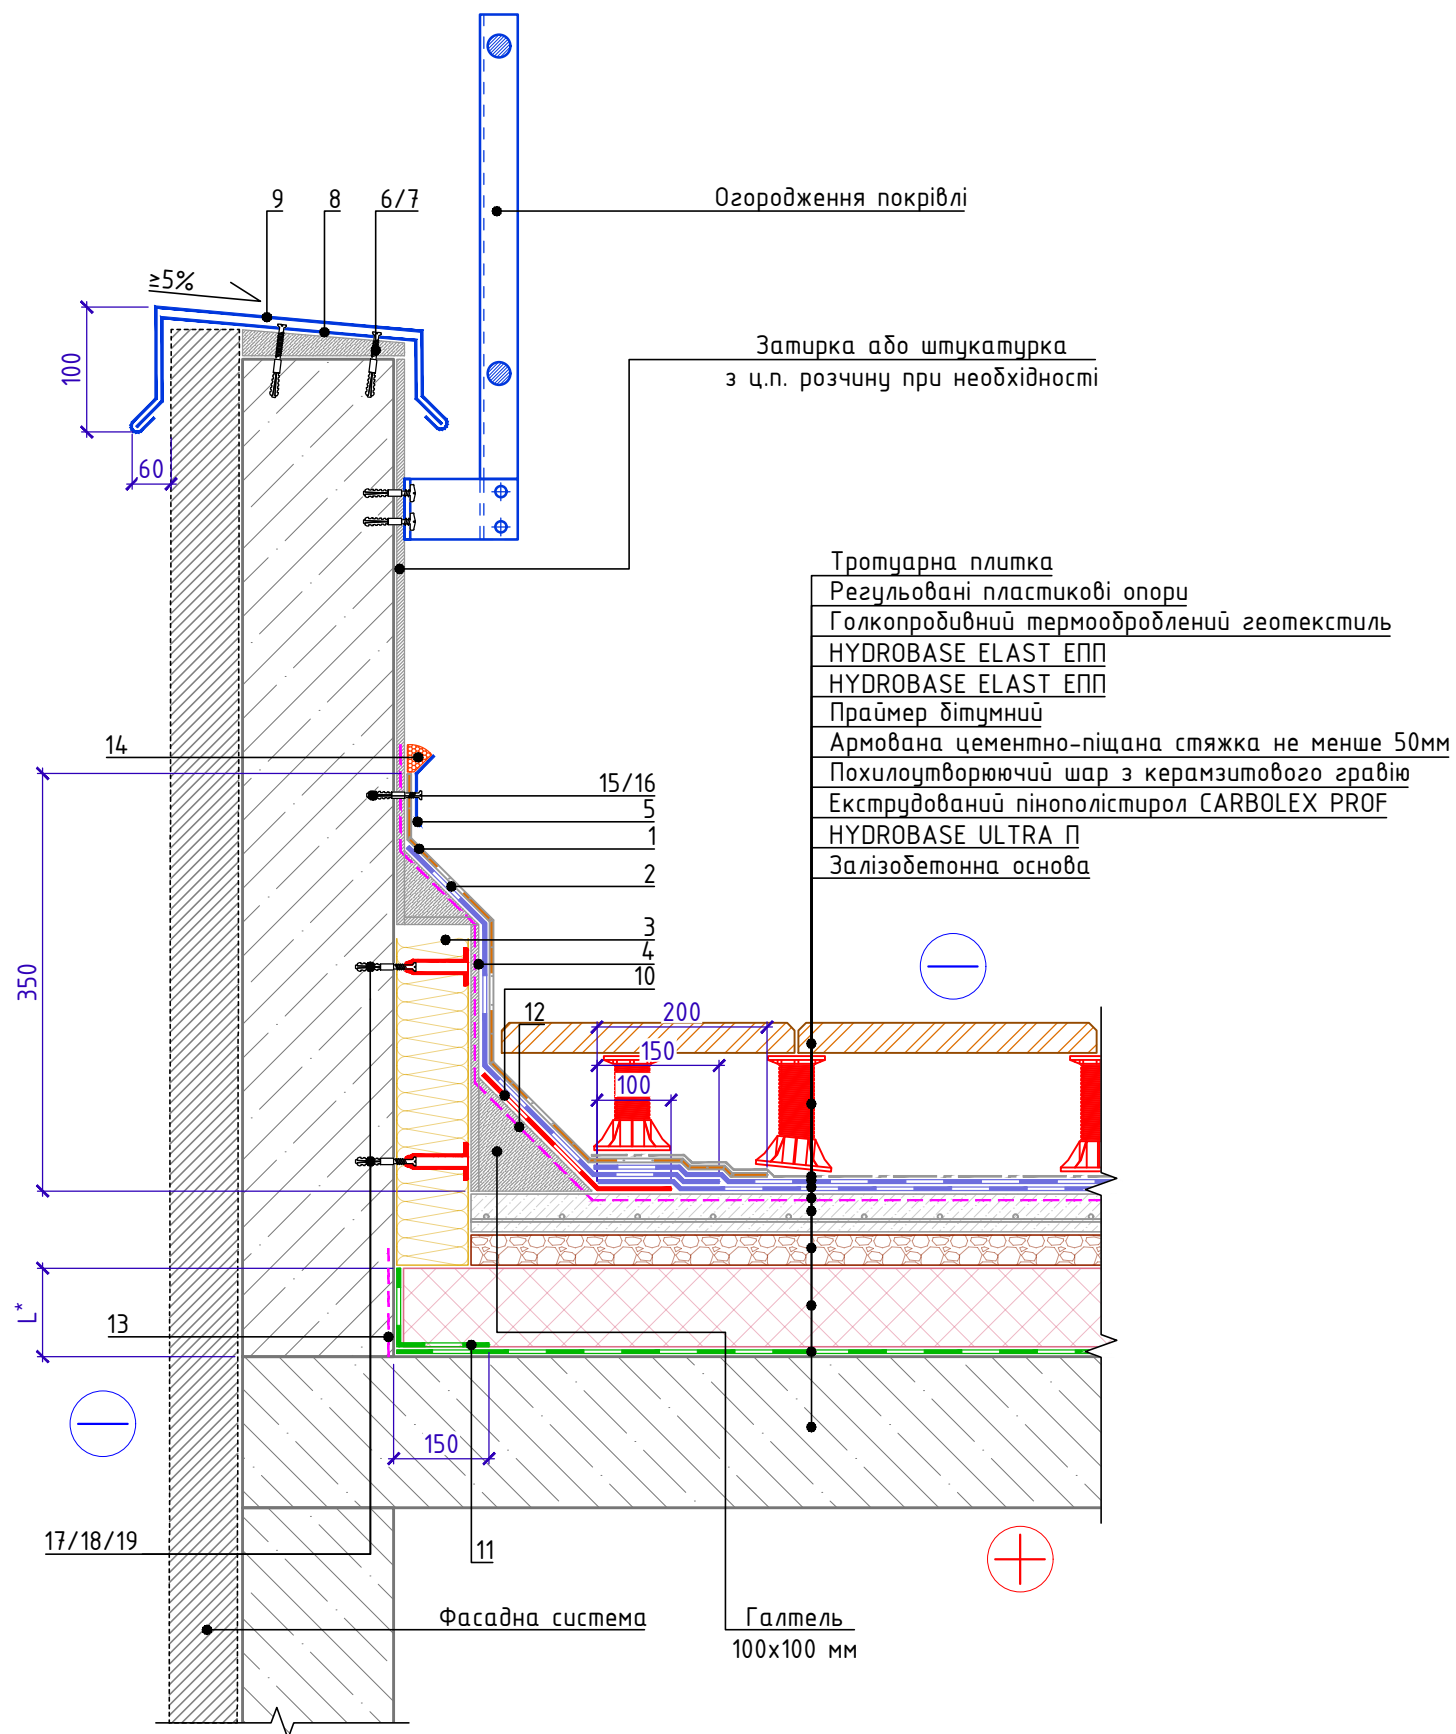 9
8
6/7
Огородження покрівлі
≥5%
100
60
Затирка або штукатурка
з ц.п. розчину при необхідності
Тротуарна плитка
Регульовані пластикові опори
Голкопробивний термооброблений геотекстиль
HYDROBASE ELAST ЕПП
HYDROBASE ELAST ЕПП
Праймер бітумний
Армована цементно-піщана стяжка не менше 50мм
Похилоутворюючий шар з керамзитового гравію
Екструдований пінополістирол CARBOLEX PROF
HYDROBASE ULTRA П
Залізобетонна основа
14
15/16
5
1
2
3
4
10
12
350
200
150
100
L*
13
150
17/18/19
11
Фасадна система
Галтель
100х100 мм